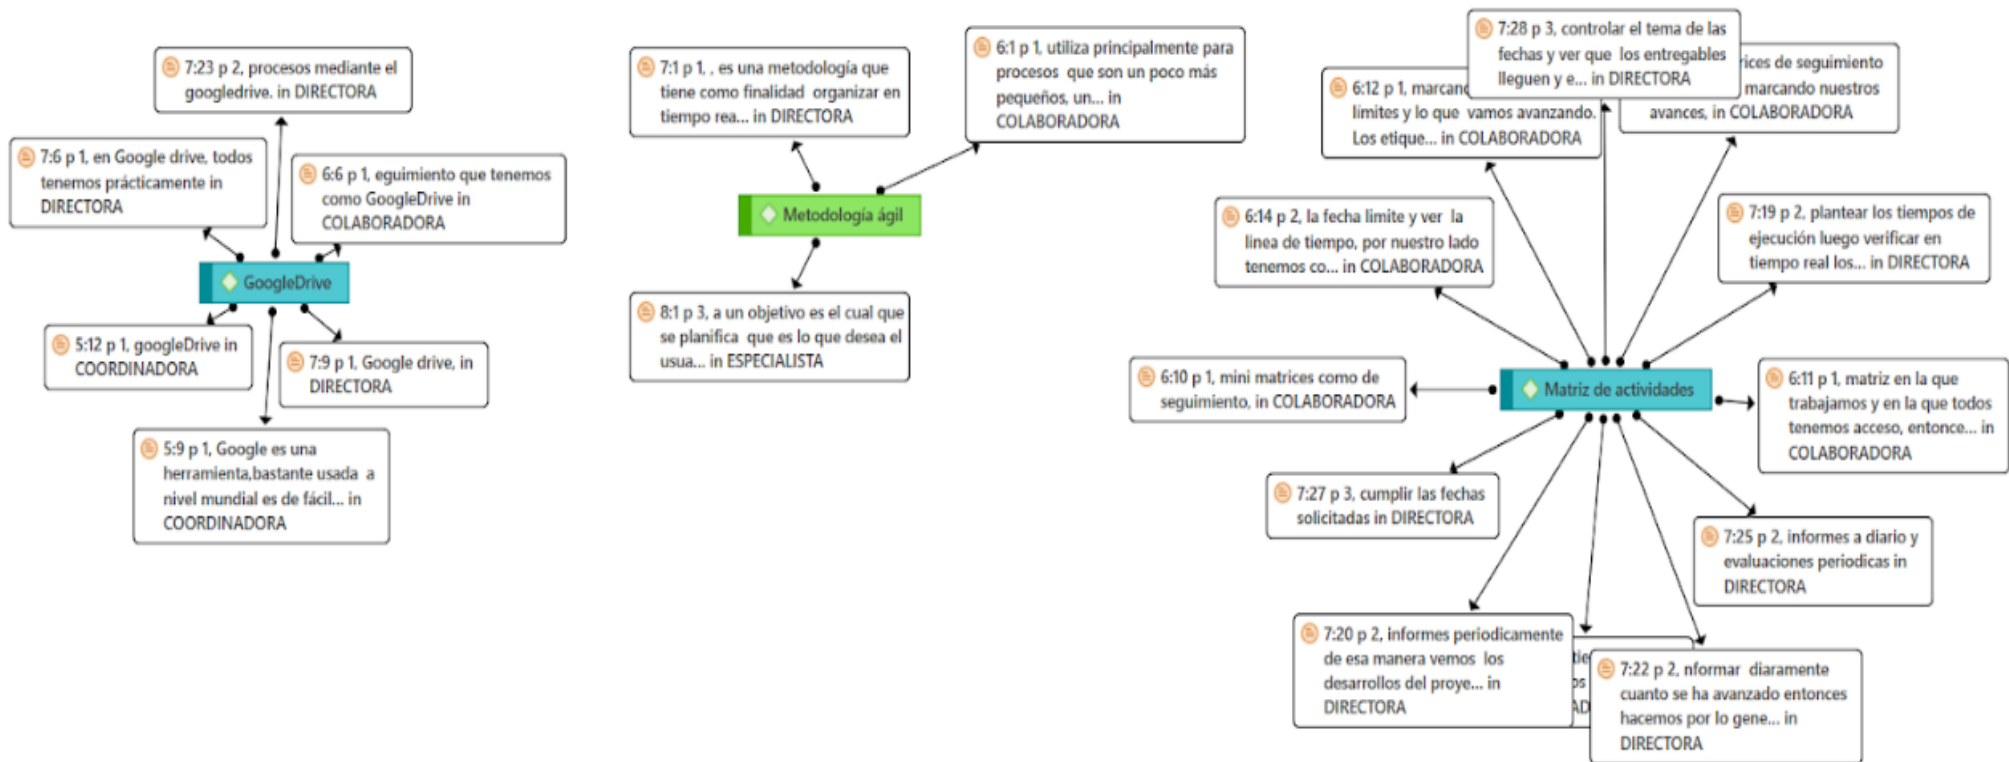 7:23 p 2, procesos mediante el
googledrive. in DIRECTORA
7:6 p 1, en Google drive, todos
tenemos prácticamente in
DIRECTORA
6:6 p 1, eguimiento que tenemos
como GoogleDrive in
COLABORADORA
GoogleDrive
5:12 p 1, googleDrive in
COORDINADORA
7:9 p 1, Google drive, in
DIRECTORA
5:9 p 1, Google es una
herramienta,bastante usada a
nivel mundial es de fácil... in
COORDINADORA
7:1 p 1, , es una metodología que
tiene como finalidad organizar en
tiempo rea... in DIRECTORA
6:1 p 1, utiliza principalmente para
procesos que son un poco más
pequeños, un... in
COLABORADORA
Metodología ágil
8:1 p 3, a un objetivo es el cual que
se planifica que es lo que desea el
usua... in ESPECIALISTA
7:28 p 3, controlar el tema de las
fechas y ver que los entregables
lleguen y e... in DIRECTORA
6:12 p 1,
límites y lo que vamos avanzando.
Los etique... in COLABORADORA
de seguimiento
marcando nuestros
avances, in COLABORADORA
6:14 p 2, la fecha limite y ver la
linea de tiempo, por nuestro lado
tenemos co... in COLABORADORA
7:19 p 2, plantear los tiempos de
ejecución luego verificar en
tiempo real los... in DIRECTORA
6:10 p 1, mini matrices como de
seguimiento, in COLABORADORA
Matriz de actividades
6:11 p 1, matriz en la que
trabajamos y en la que todos
tenemos acceso, entonce... in
COLABORADORA
7:27 p 3, cumplir las fechas
solicitadas in DIRECTORA
7:25 p 2, informes a diario y
evaluaciones periodicas in
DIRECTORA
7:20 p 2, informes periodicamente
de esa manera vemos los
desarrollos del proye... in
DIRECTORA
7:22 p 2, nformar diaramente
cuanto se ha avanzado entonces
hacemos por lo gene... in
DIRECTORA